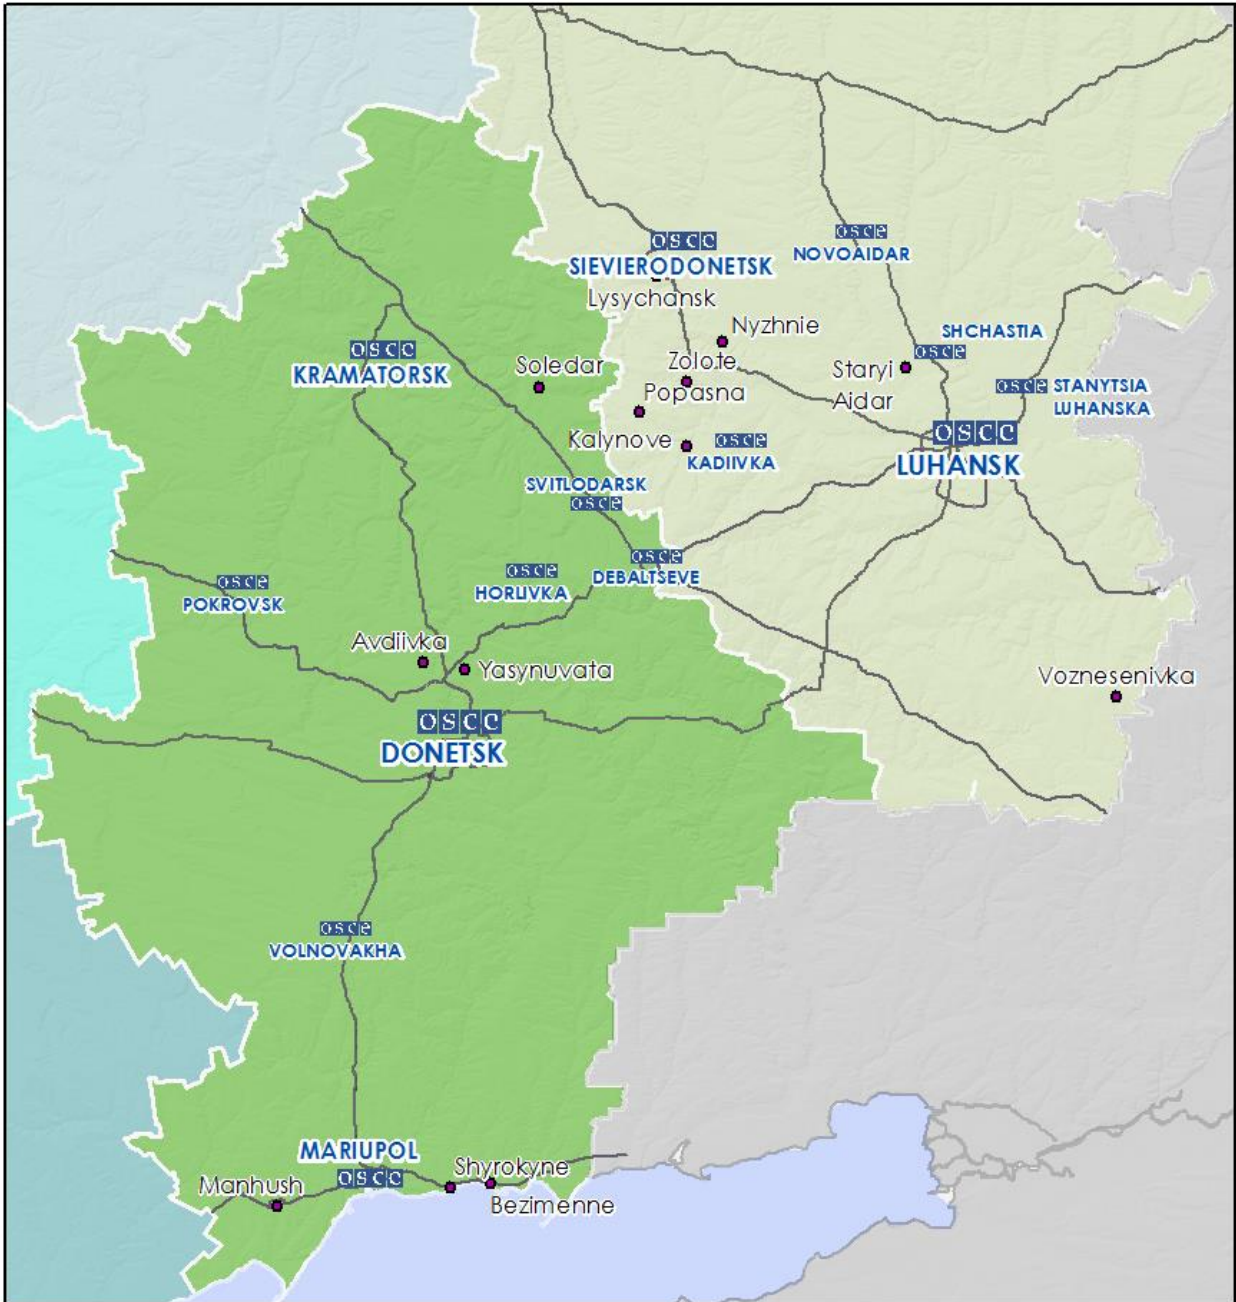 osce
NOVOAIDAR
osce
SIEVIERODONETSK
Lysychansk
Nyzhnie
SHCHASTIA
osce
osce
KRAMATORSK
Soledar
Zolote
Staryi
Aidar
osce
STANYTSIA
LUHANSKA
Popasna
Kalynove
osce
KADIIVKA
osce
LUHANSK
SVITLODARSK
osce
osce
DEBALTSEVE
osce
HORLIVKA
osce
POKROVSK
Avdiivka
Yasynuvata
Voznesenivka
osce
DONETSK
osce
VOLNOVAKHA
MARIUPOL
osce
Shyrokyne
Manhush
Bezimenne